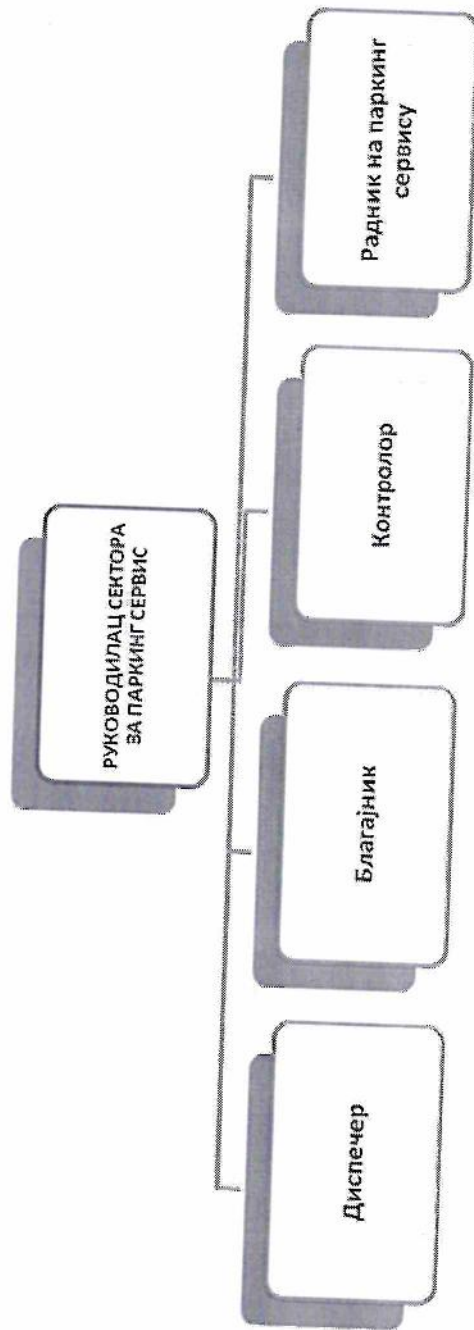 РУКОВОДИЛАЦ СЕКТОРА
ЗА ПАРКИНГ СЕРВИС
Диспечер
Благајник
Контролор
Радник на паркинг
сервису